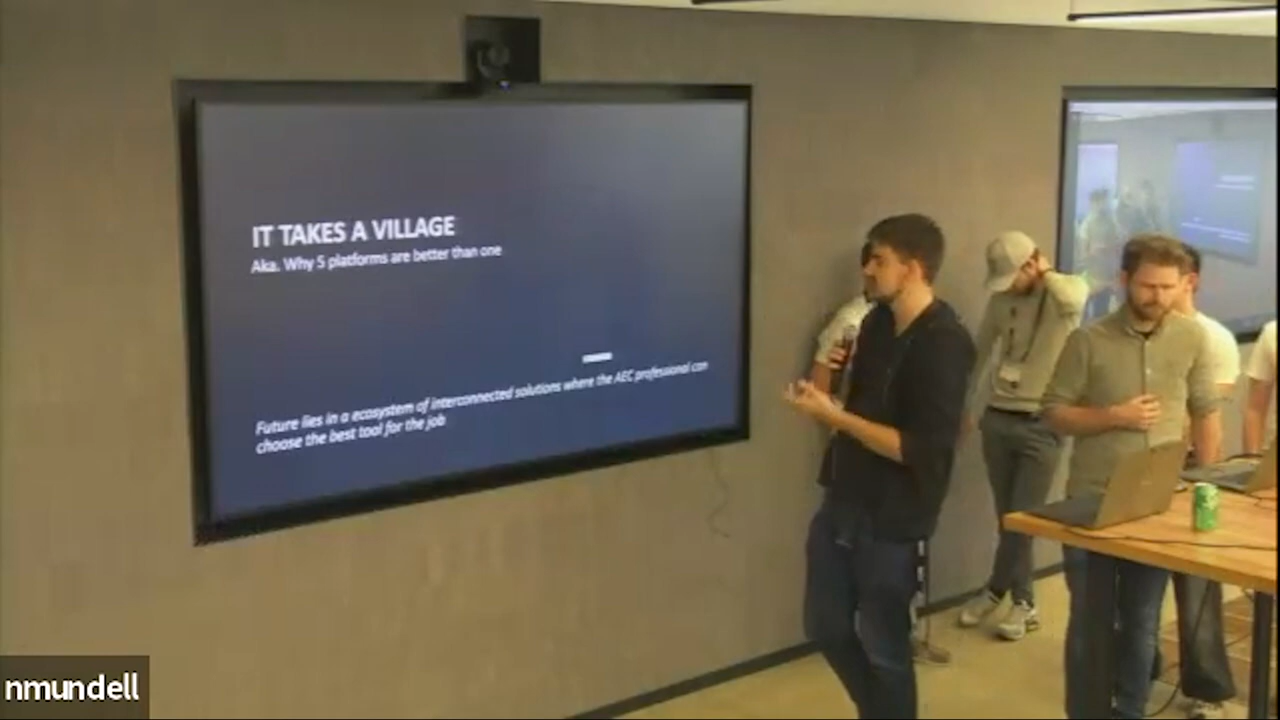 IT TAKES A VILLAGE
Aka. Why 5 platforms are better than one
Future lies in a ecosystem of interconnected solutions where the AEC professional can
choose the best tool for the job
nmundell